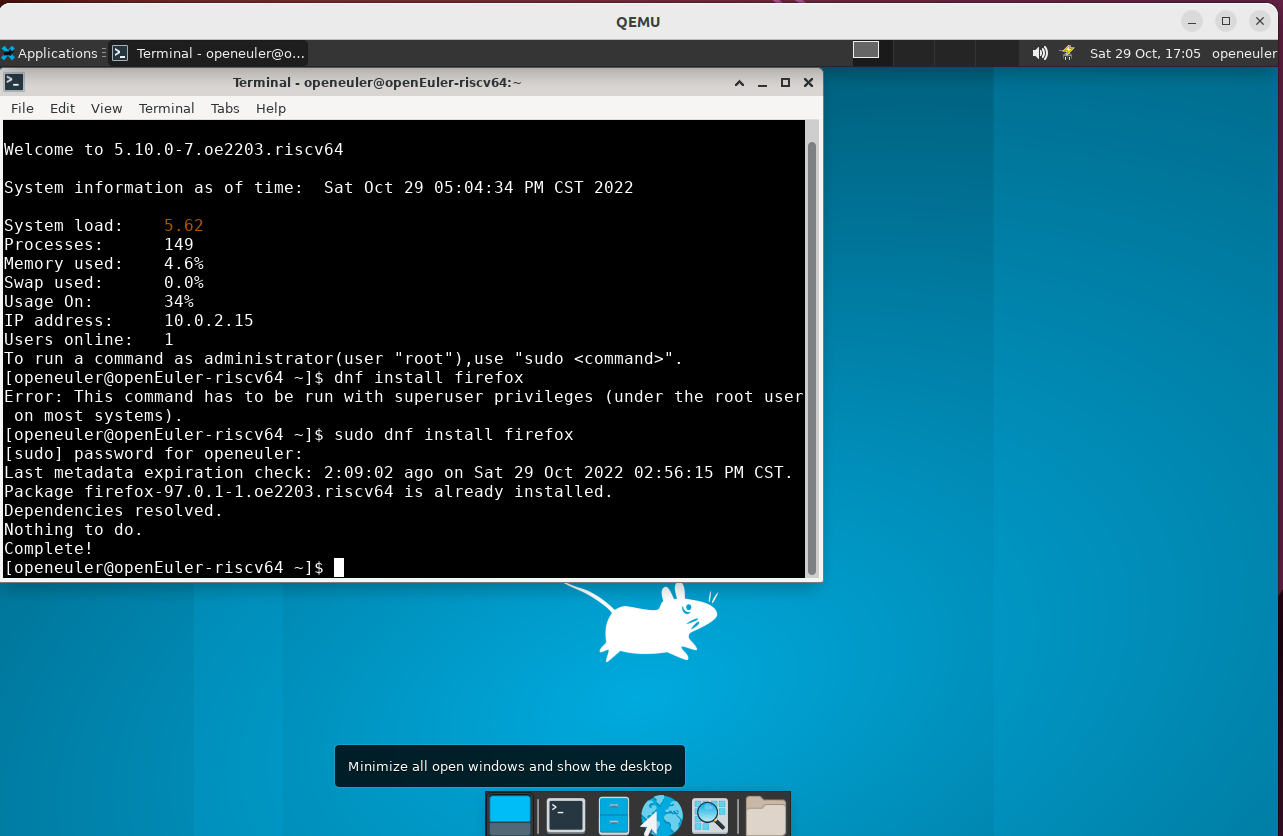 QEMU
Applications
Terminal - openeuler@o...
Sat 29 Oct, 17:05
openeuler
Terminal - openeuler@openEuler-riscv64:~
File Edit View Terminal Tabs Help
Welcome to 5.10.0-7.oe2203.riscv64
System information as of time:  Sat Oct 29 05:04:34 PM CST 2022
System load:    5.62
Processes:      149
Memory used:    4.6%
Swap used:      0.0%
Usage On:       34%
IP address:     10.0.2.15
Users online:   1
To run a command as administrator(user "root"),use "sudo <command>".
[openeuler@openEuler-riscv64 ~]$ dnf install firefox
Error: This command has to be run with superuser privileges (under the root user
 on most systems).
[openeuler@openEuler-riscv64 ~]$ sudo dnf install firefox
[sudo] password for openeuler:
Last metadata expiration check: 2:09:02 ago on Sat 29 Oct 2022 02:56:15 PM CST.
Package firefox-97.0.1-1.oe2203.riscv64 is already installed.
Dependencies resolved.
Nothing to do.
Complete!
[openeuler@openEuler-riscv64 ~]$
Minimize all open windows and show the desktop